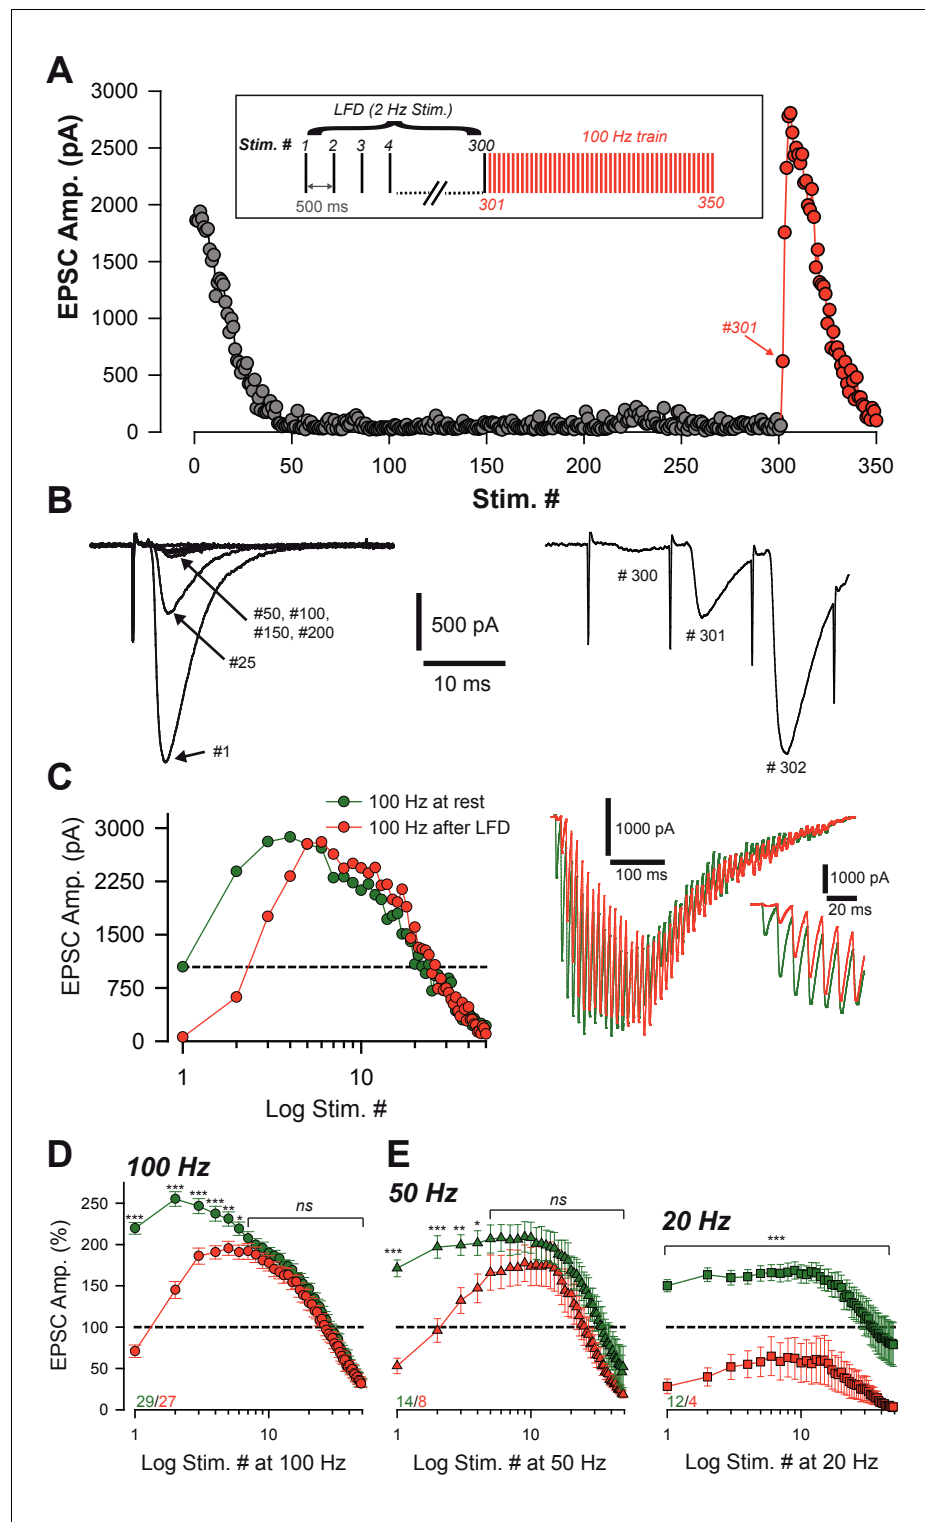 A
3000
2500
2000
1500
1000
500
0
EPSC Amp. (pA)
LFD (2 Hz Stim.)
Stim. # 1 2 3 4 300
100 Hz train
500 ms
301
350
#301
0 50 100 150 200 250 300 350
Stim. #
B
#50, #100,
#150, #200
#25
#1
500 pA
10 ms
# 300
# 301
# 302
C
100 Hz at rest
100 Hz after LFD
3000
2250
1500
750
0
EPSC Amp. (pA)
1 10
Log Stim. #
1000 pA
100 ms
1000 pA
20 ms
D
100 Hz
250
200
150
100
50
0
EPSC Amp. (%)
*** *** *** *** ** * ns
29/27
1 10
Log Stim. # at 100 Hz
E
50 Hz
*** *** ** * ns
14/8
1 10
Log Stim. # at 50 Hz
20 Hz
***
12/4
1 10
Log Stim. # at 20 Hz